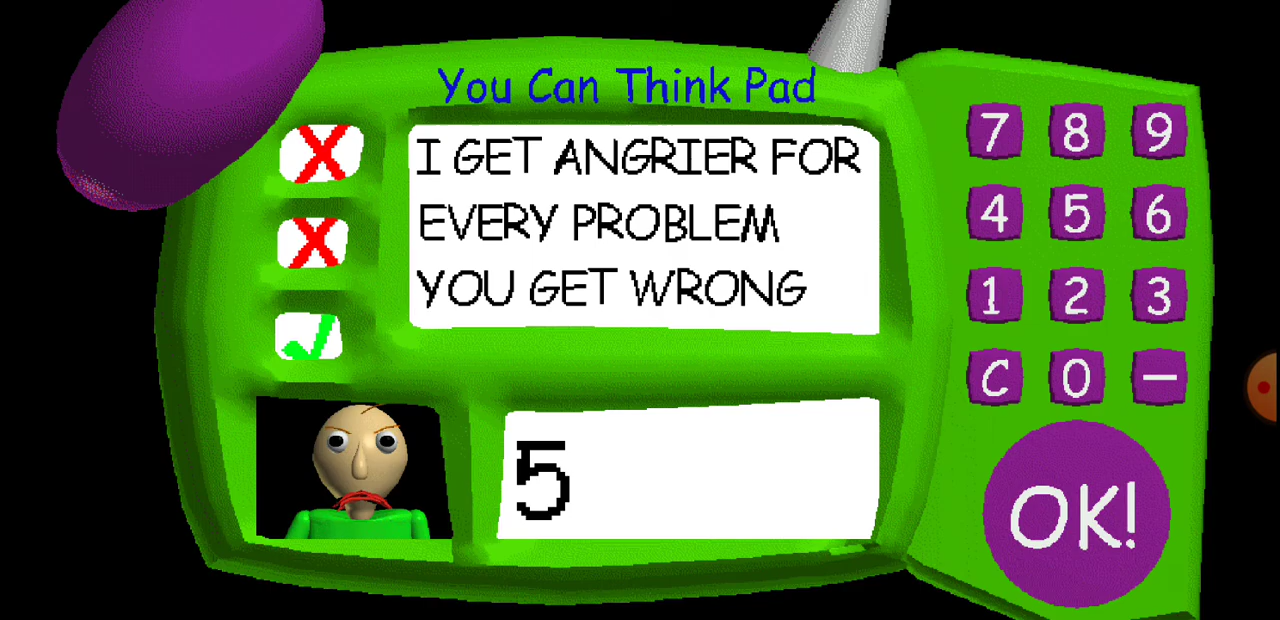 You Can Think Pad
I GET ANGRIER FOR
EVERY PROBLEM
YOU GET WRONG
5
7 8 9
4 5 6
1 2 3
C 0 −
OK!